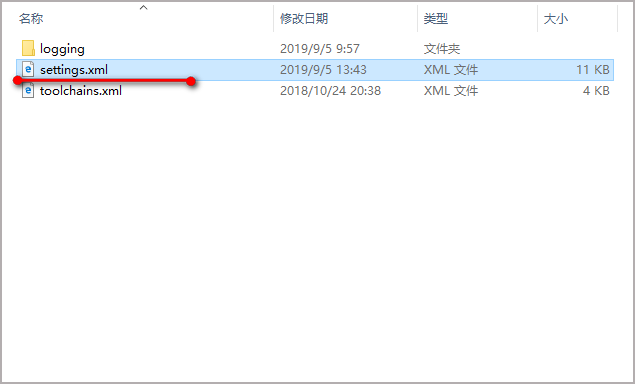 名称 修改日期 类型 大小
logging 2019/9/5 9:57 文件夹
settings.xml 2019/9/5 13:43 XML 文件 11 KB
toolchains.xml 2018/10/24 20:38 XML 文件 4 KB